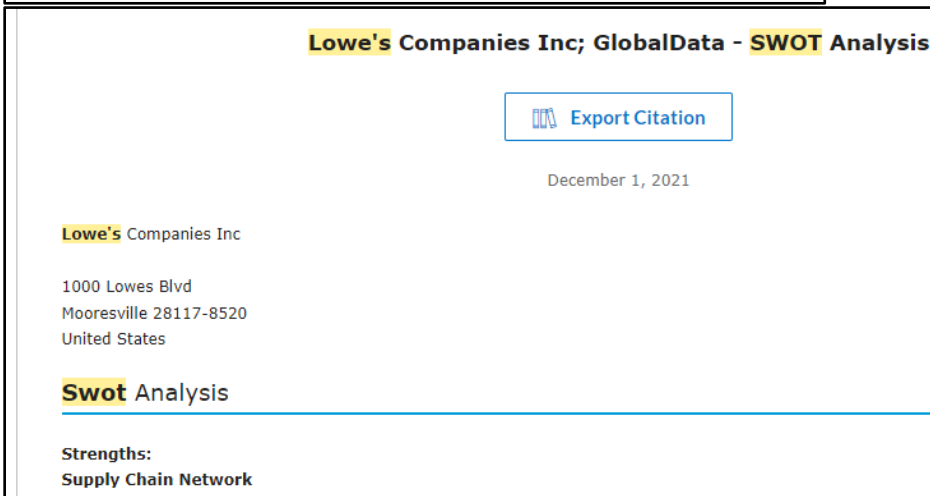 Lowe's Companies Inc; GlobalData - SWOT Analysis
Export Citation
December 1, 2021
Lowe's Companies Inc
1000 Lowes Blvd
Mooresville 28117-8520
United States
Swot Analysis
Strengths:
Supply Chain Network